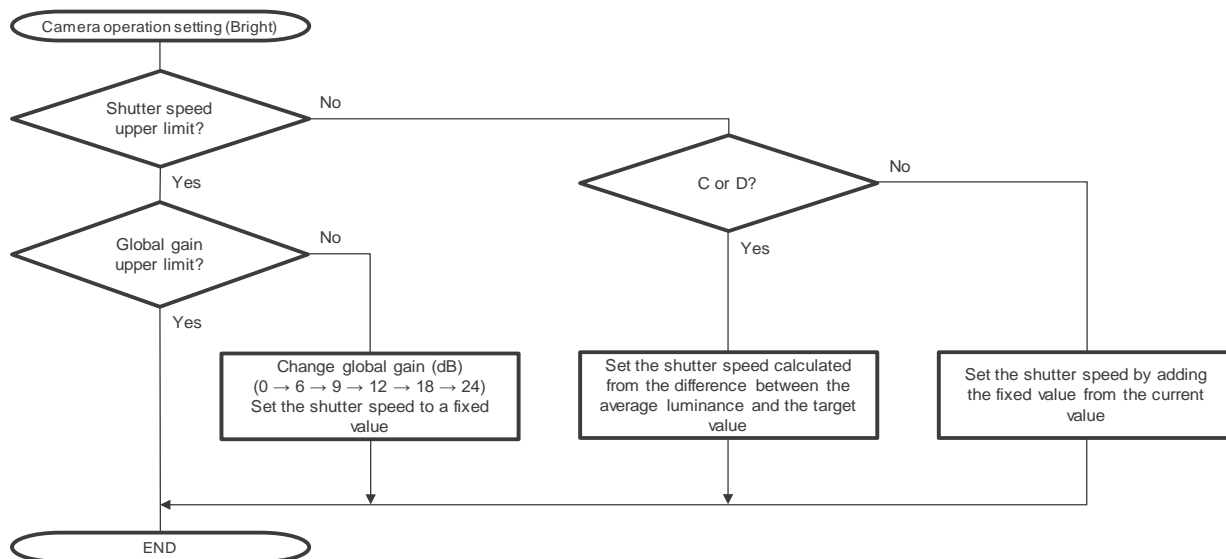 Camera operation setting (Bright)
Shutter speed
upper limit?
No
Yes
C or D?
No
Yes
Global gain
upper limit?
No
Yes
Change global gain (dB)
(0 → 6 → 9 → 12 → 18 → 24)
Set the shutter speed to a fixed
value
Set the shutter speed calculated
from the difference between the
average luminance and the target
value
Set the shutter speed by adding
the fixed value from the current
value
END